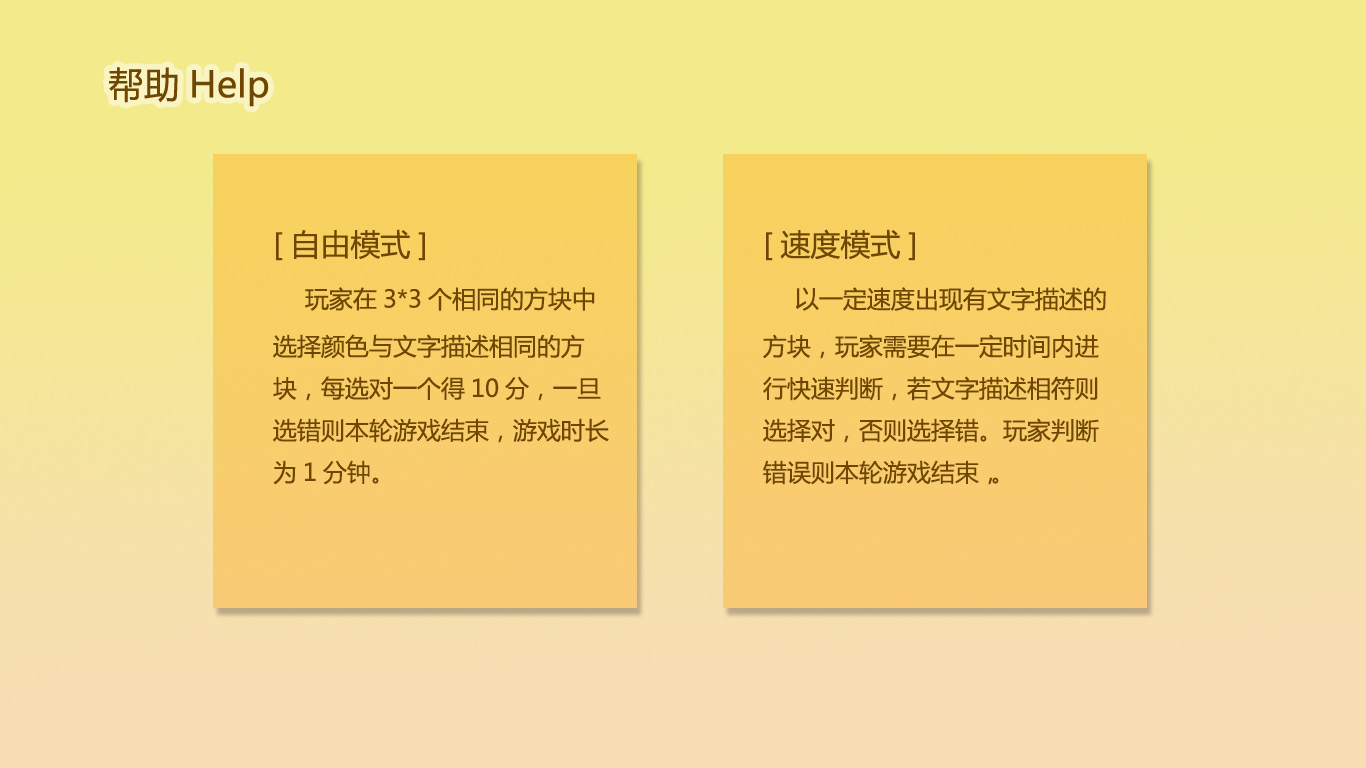 帮助 Help
[ 自由模式 ]
玩家在 3*3 个相同的方块中
选择颜色与文字描述相同的方
块，每选对一个得 10 分，一旦
选错则本轮游戏结束，游戏时长
为 1 分钟。
[ 速度模式 ]
以一定速度出现有文字描述的
方块，玩家需要在一定时间内进
行快速判断，若文字描述相符则
选择对，否则选择错。玩家判断
错误则本轮游戏结束，。